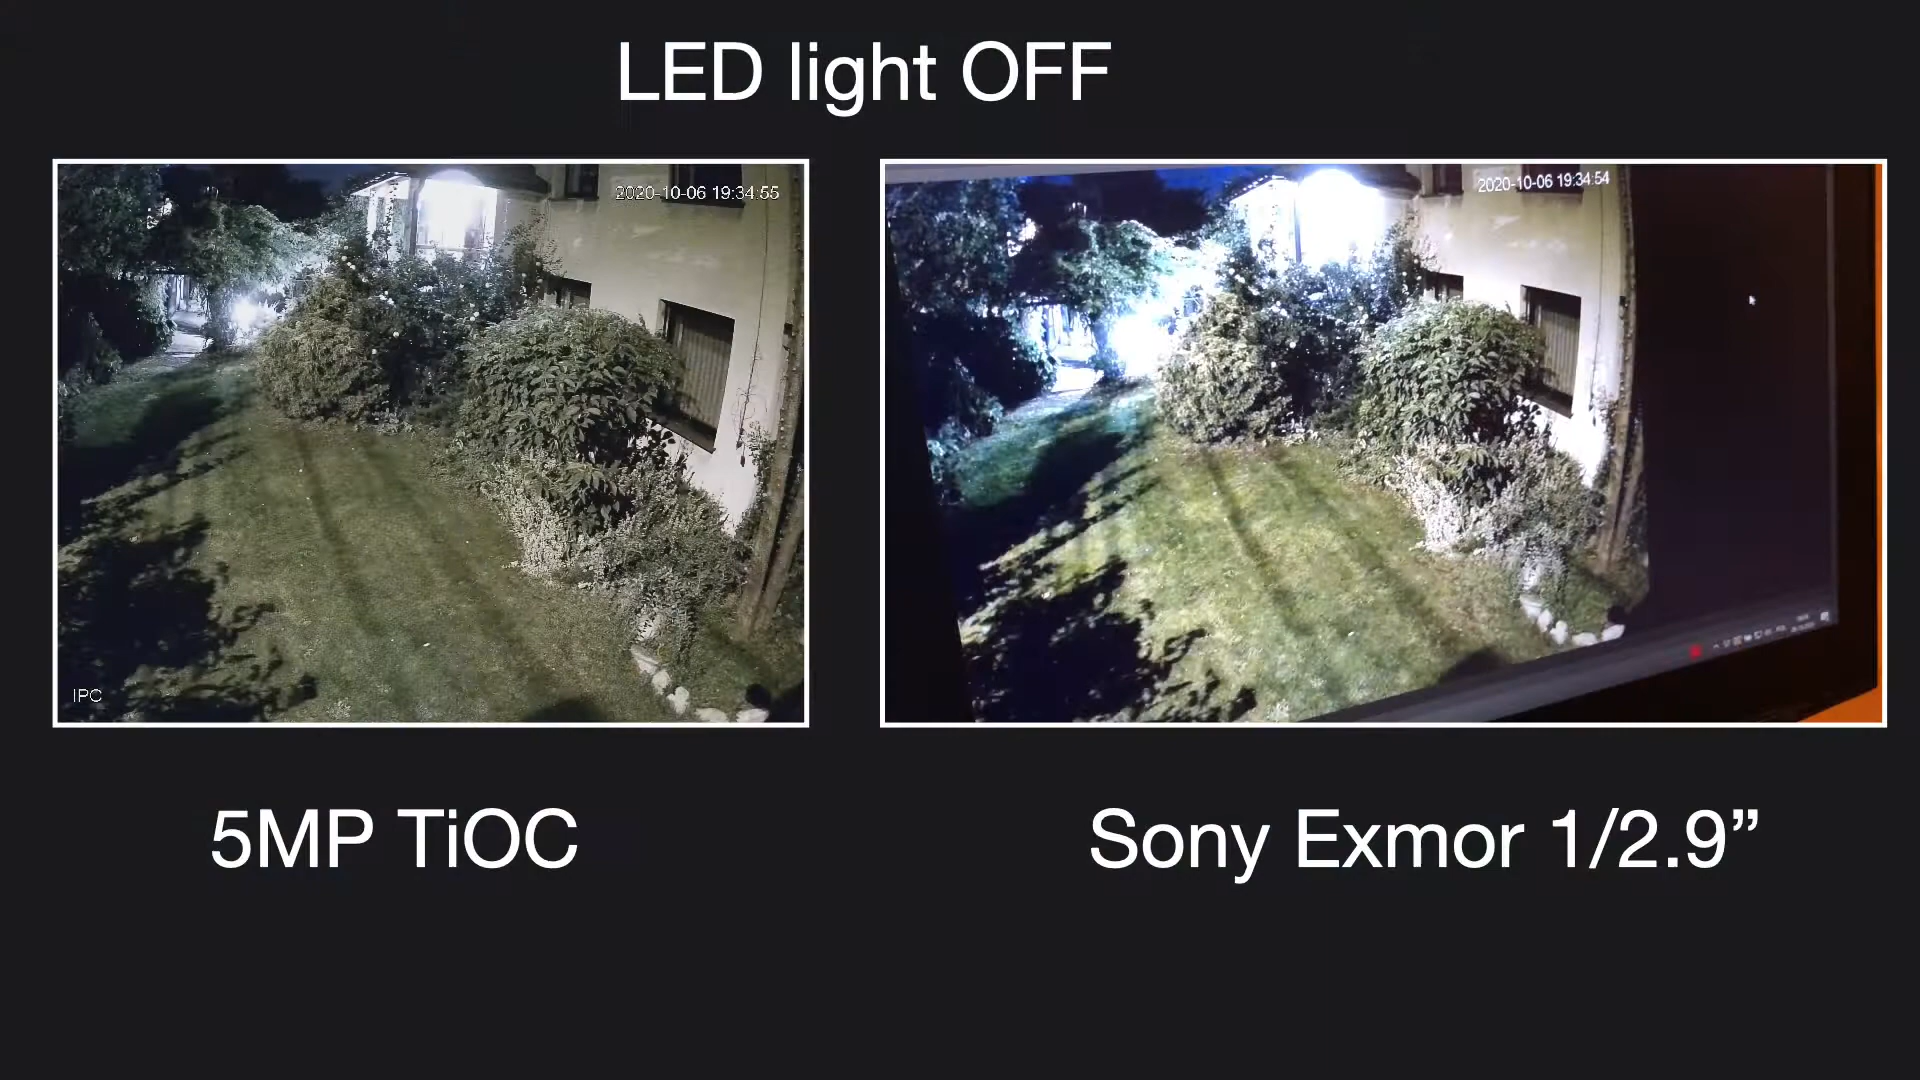 LED light OFF
2020-10-06 19:34:55
2020-10-06 19:34:54
IPC
5MP TiOC
Sony Exmor 1/2.9”